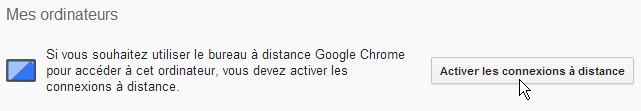 Mes ordinateurs
Si vous souhaitez utiliser le bureau à distance Google Chrome
pour accéder à cet ordinateur, vous devez activer les
connexions à distance.
Activer les connexions à distance